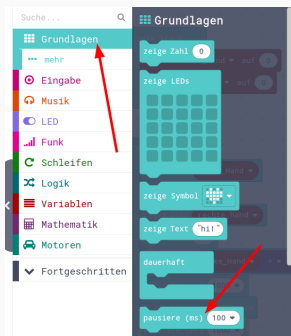 Suche...
Grundlagen
mehr
Eingabe
Musik
LED
Funk
Schleifen
Logik
Variablen
Mathematik
Motoren
Fortgeschritten
Grundlagen
zeige Zahl 0
zeige LEDs
zeige Symbol
zeige Text "hi!"
dauerhaft
pausiere (ms) 100